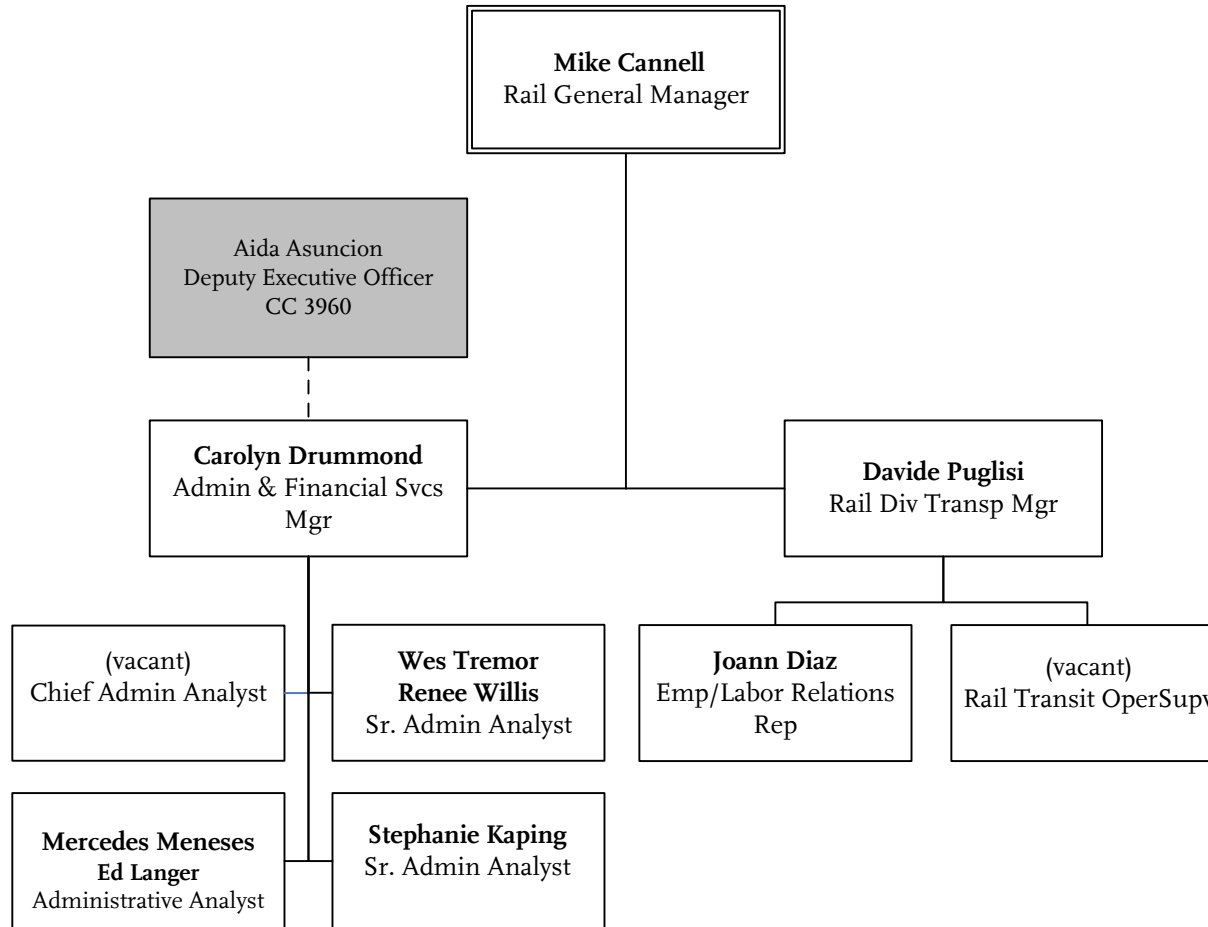 Mike Cannell
Rail General Manager
Aida Asuncion
Deputy Executive Officer
CC 3960
Carolyn Drummond
Admin & Financial Svcs
Mgr
Davide Puglisi
Rail Div Transp Mgr
(vacant)
Chief Admin Analyst
Wes Tremor
Renee Willis
Sr. Admin Analyst
Joann Diaz
Emp/Labor Relations
Rep
(vacant)
Rail Transit OperSupv
Mercedes Meneses
Ed Langer
Administrative Analyst
Stephanie Kaping
Sr. Admin Analyst